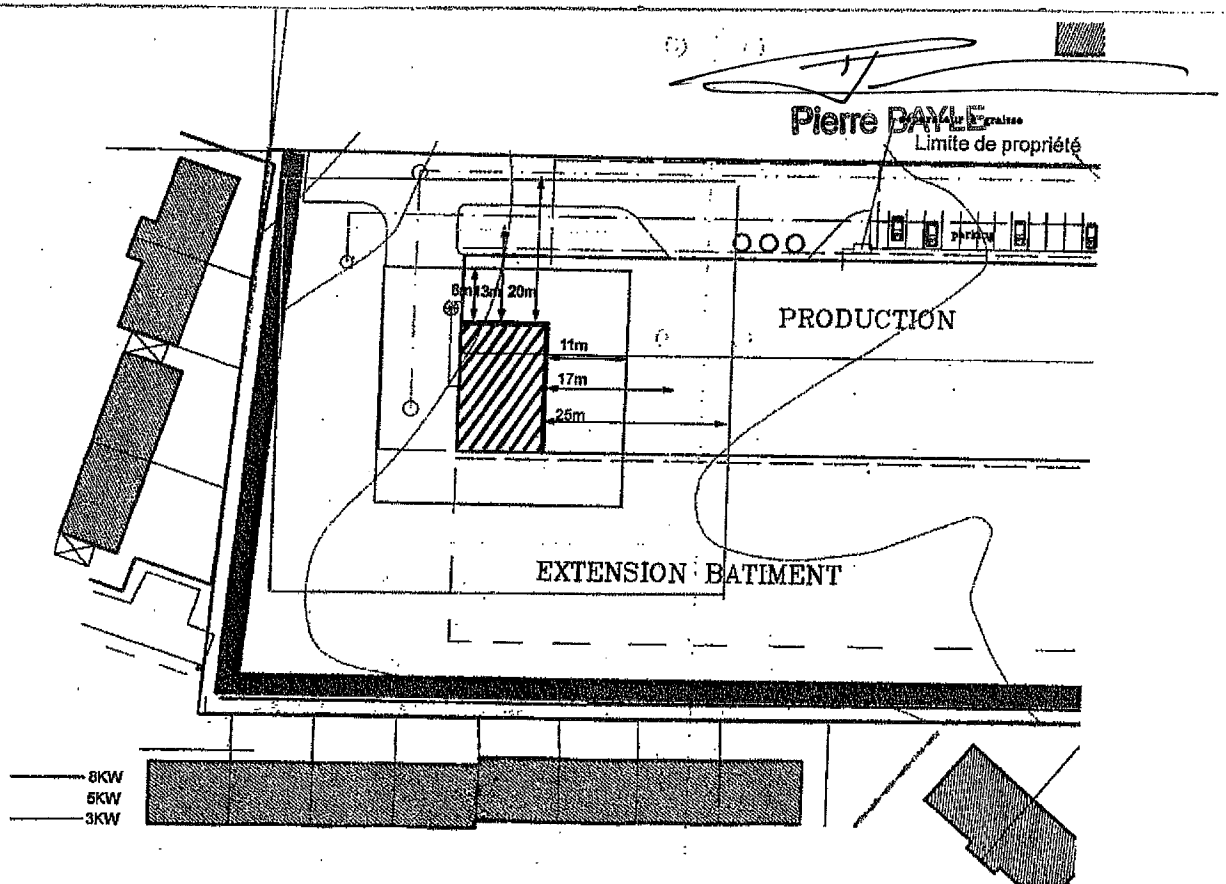 Pierre BAYLE
Limite de propriété
parking
8m 13m 20m
PRODUCTION
11m
17m
25m
EXTENSION BATIMENT
8KW
5KW
3KW